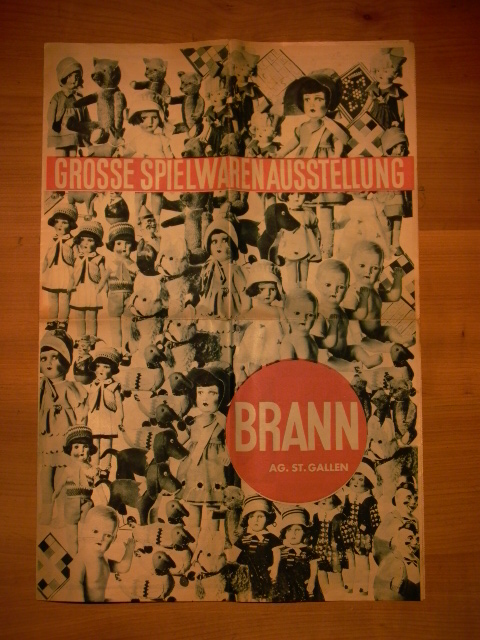 GROSSE SPIELWARENAUSSTELLUNG
BRANN
AG. ST. GALLEN